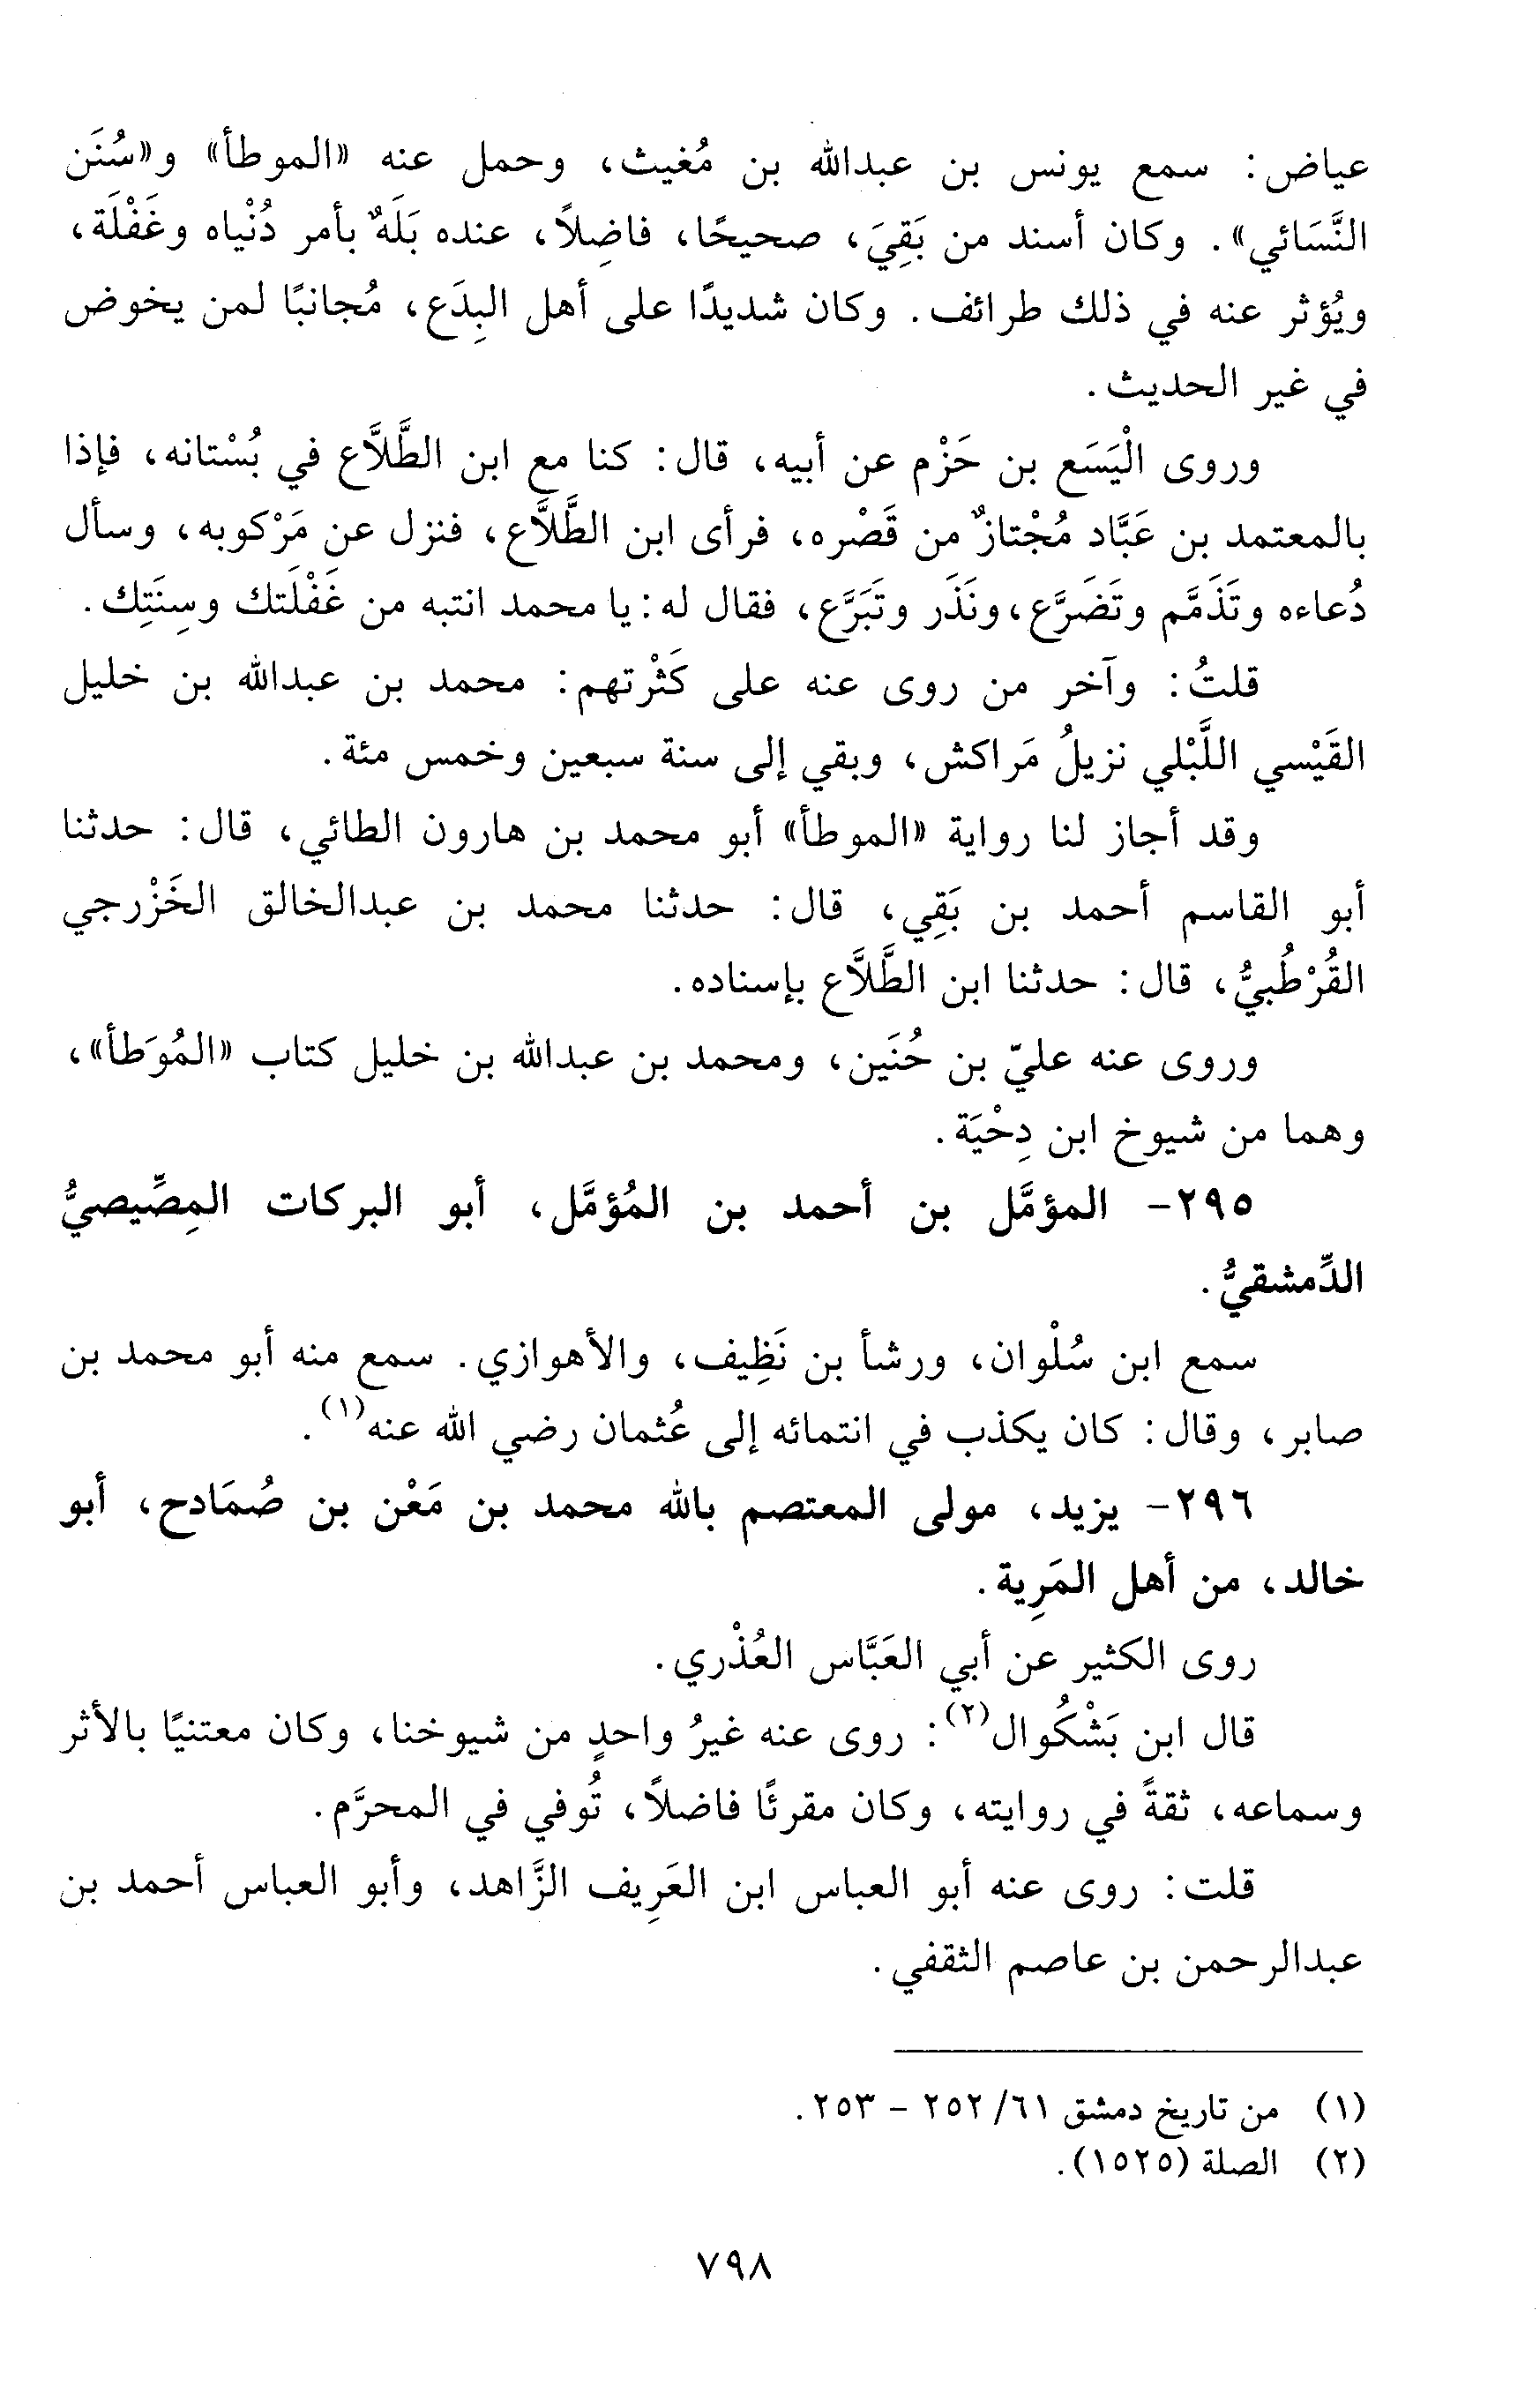 عياض: سمع يونس بن عبدالله بن مُغيث، وحمل عنه «الموطأ» و«سُنَن
النَّسَائي». وكان أسند من بَقِيَ، صحيحًا، فاضِلاً، عنده بَلَهٌ بأمر دُنْياه وغَفْلَة،
ويُؤثر عنه في ذلك طرائف. وكان شديدًا على أهل البِدَع، مُجانبًا لمن يخوض
في غير الحديث.
وروى الْيَسَع بن حَزْم عن أبيه، قال: كنا مع ابن الطَّلاَّع في بُسْتانه، فإذا
بالمعتمد بن عَبَّاد مُجْتازٌ من قَصْره، فرأى ابن الطَّلاَّع، فنزل عن مَرْكوبه، وسأل
دُعاءه وتَذَمَّم وتَضَرَّع، ونَذَر وتَبَرَّع، فقال له: يا محمد انتبه من غَفْلَتك وسِنَتِك.
قلتُ: وآخر من روى عنه على كَثْرتهم: محمد بن عبدالله بن خليل
القَيْسي اللَّبْلي نزيلُ مَراكش، وبقي إلى سنة سبعين وخمس مئة.
وقد أجاز لنا رواية «الموطأ» أبو محمد بن هارون الطائي، قال: حدثنا
أبو القاسم أحمد بن بَقِي، قال: حدثنا محمد بن عبدالخالق الخَزْرجي
القُرْطُبيُّ، قال: حدثنا ابن الطَّلاَّع بإسناده.
وروى عنه عليّ بن حُنَين، ومحمد بن عبدالله بن خليل كتاب «المُوَطأ»،
وهما من شيوخ ابن دِحْيَة.
٢٩٥- المؤمَّل بن أحمد بن المُؤمَّل، أبو البركات المِصِّيصيُّ
الدِّمشقيُّ.
سمع ابن سُلْوان، ورشأ بن نَظِيف، والأهوازي. سمع منه أبو محمد بن
صابر، وقال: كان يكذب في انتمائه إلى عُثمان رضي الله عنه(١).
٢٩٦- يزيد، مولى المعتصم بالله محمد بن مَعْن بن صُمَادح، أبو
خالد، من أهل المَرِية.
روى الكثير عن أبي العَبَّاس العُذْري.
قال ابن بَشْكُوال(٢): روى عنه غيرُ واحدٍ من شيوخنا، وكان معتنيًا بالأثر
وسماعه، ثقةً في روايته، وكان مقرئًا فاضلاً، تُوفي في المحرَّم.
قلت: روى عنه أبو العباس ابن العَرِيف الزَّاهد، وأبو العباس أحمد بن
عبدالرحمن بن عاصم الثقفي.
(١) من تاريخ دمشق ٦١/ ٢٥٢ - ٢٥٣.
(٢) الصلة (١٥٢٥).
٧٩٨